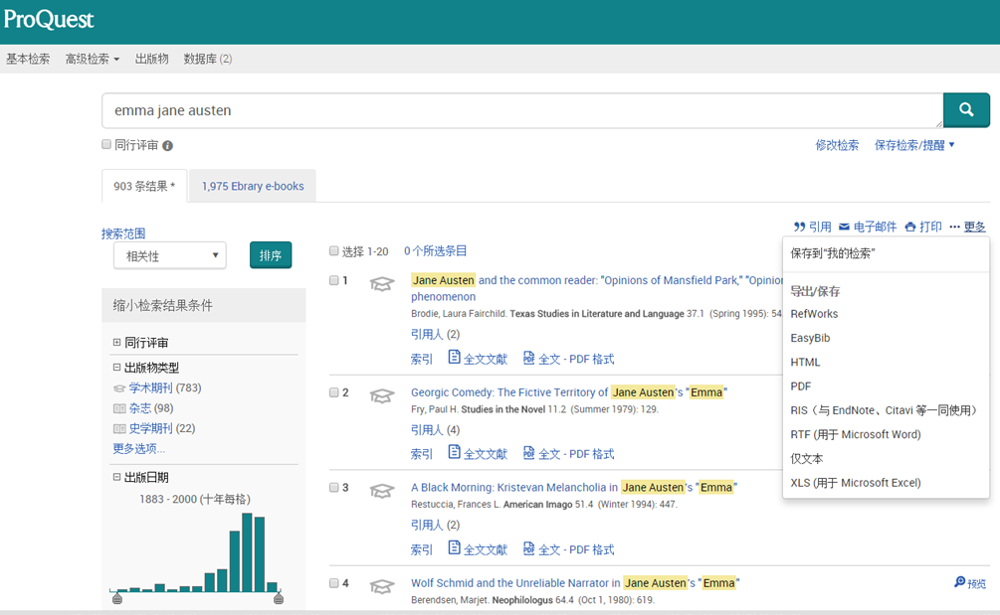 ProQuest
基本检索 高级检索 出版物 数据库 (2)
emma jane austen
同行评审
修改检索 保存检索/提醒
903 条结果 * 1,975 Ebrary e-books
引用 电子邮件 打印 更多
搜索范围
相关性 排序
选择 1-20 0 个所选条目
保存到“我的检索”
导出/保存
RefWorks
EasyBib
HTML
PDF
RIS（与 EndNote、Citavi 等一同使用）
RTF (用于 Microsoft Word)
仅文本
XLS (用于 Microsoft Excel)
缩小检索结果条件
同行评审
出版物类型
学术期刊 (783)
杂志 (98)
史学期刊 (22)
更多选项...
出版日期
1883 - 2000 (十年每格)
1 Jane Austen and the common reader: "Opinions of Mansfield Park," "Opinion
phenomenon
Brodie, Laura Fairchild. Texas Studies in Literature and Language 37.1 (Spring 1995): 54
引用人 (2)
索引 全文文献 全文 - PDF 格式
2 Georgic Comedy: The Fictive Territory of Jane Austen's "Emma"
Fry, Paul H. Studies in the Novel 11.2 (Summer 1979): 129.
引用人 (4)
索引 全文文献 全文 - PDF 格式
3 A Black Morning: Kristevan Melancholia in Jane Austen's "Emma"
Restuccia, Frances L. American Imago 51.4 (Winter 1994): 447.
引用人 (2)
索引 全文文献 全文 - PDF 格式
4 Wolf Schmid and the Unreliable Narrator in Jane Austen's "Emma"
预览
Berendsen, Marjet. Neophilologus 64.4 (Oct 1, 1980): 619.